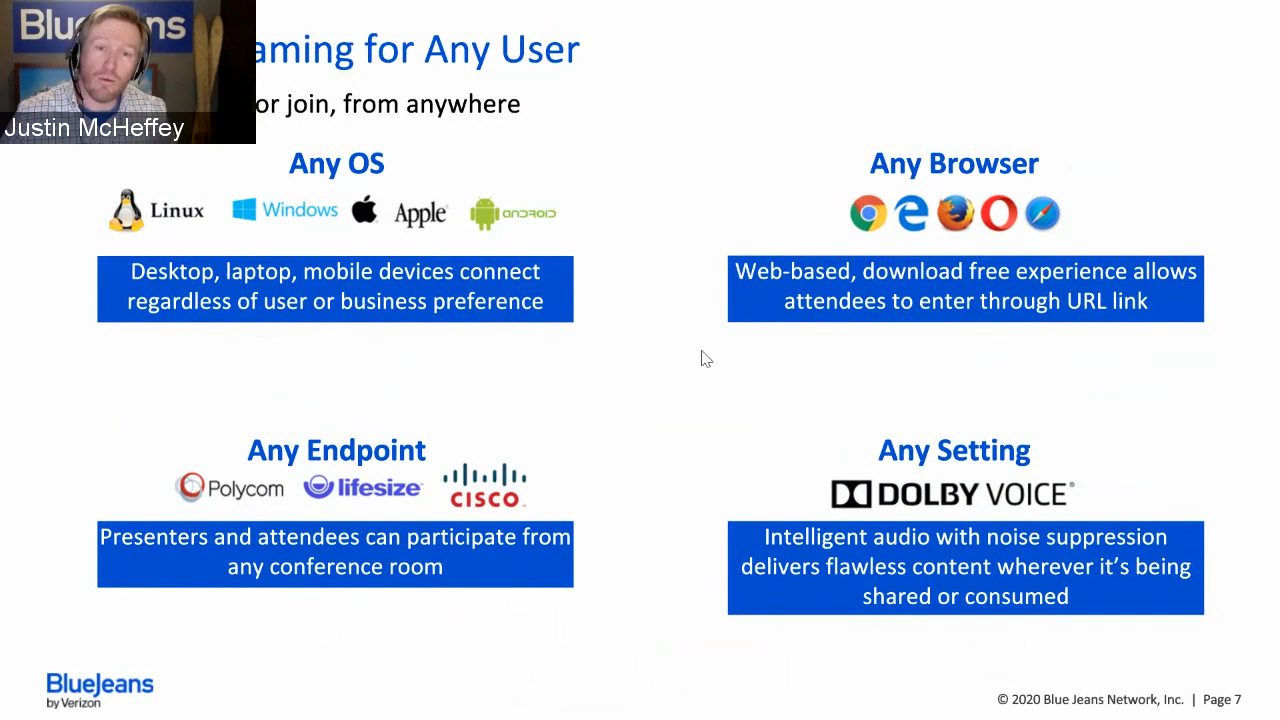 BlueJeans
aming for Any User
or join, from anywhere
Justin McHeffey
Any OS
Linux Windows Apple ANDROID
Desktop, laptop, mobile devices connect
regardless of user or business preference
Any Browser
Web-based, download free experience allows
attendees to enter through URL link
Any Endpoint
Polycom lifesize CISCO
Presenters and attendees can participate from
any conference room
Any Setting
DOLBY VOICE®
Intelligent audio with noise suppression
delivers flawless content wherever it's being
shared or consumed
BlueJeans
by Verizon
© 2020 Blue Jeans Network, Inc. | Page 7